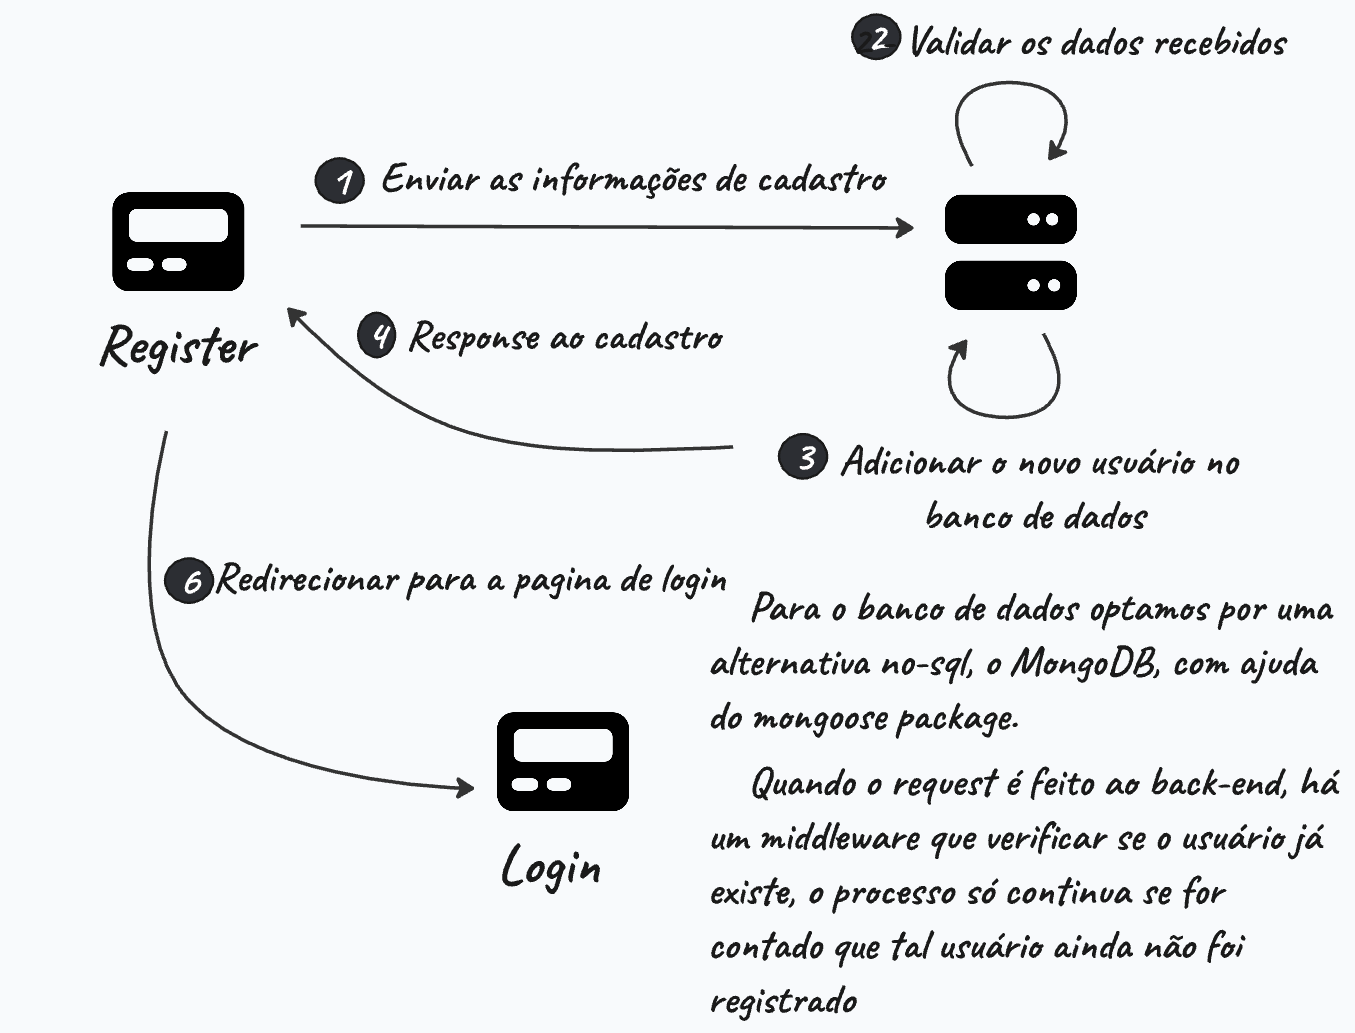 2 Validar os dados recebidos
1 Enviar as informações de cadastro
Register
4 Response ao cadastro
3 Adicionar o novo usuário no
banco de dados
6 Redirecionar para a pagina de login
Login
Para o banco de dados optamos por uma
alternativa no-sql, o MongoDB, com ajuda
do mongoose package.
Quando o request é feito ao back-end, há
um middleware que verificar se o usuário já
existe, o processo só continua se for
contado que tal usuário ainda não foi
registrado